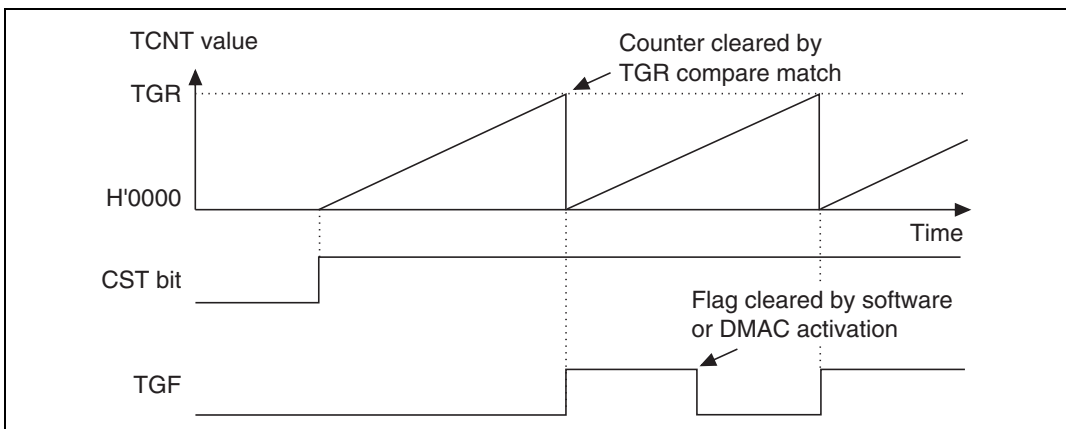 TCNT value
Counter cleared by
TGR compare match
TGR
H'0000
Time
CST bit
Flag cleared by software
or DMAC activation
TGF